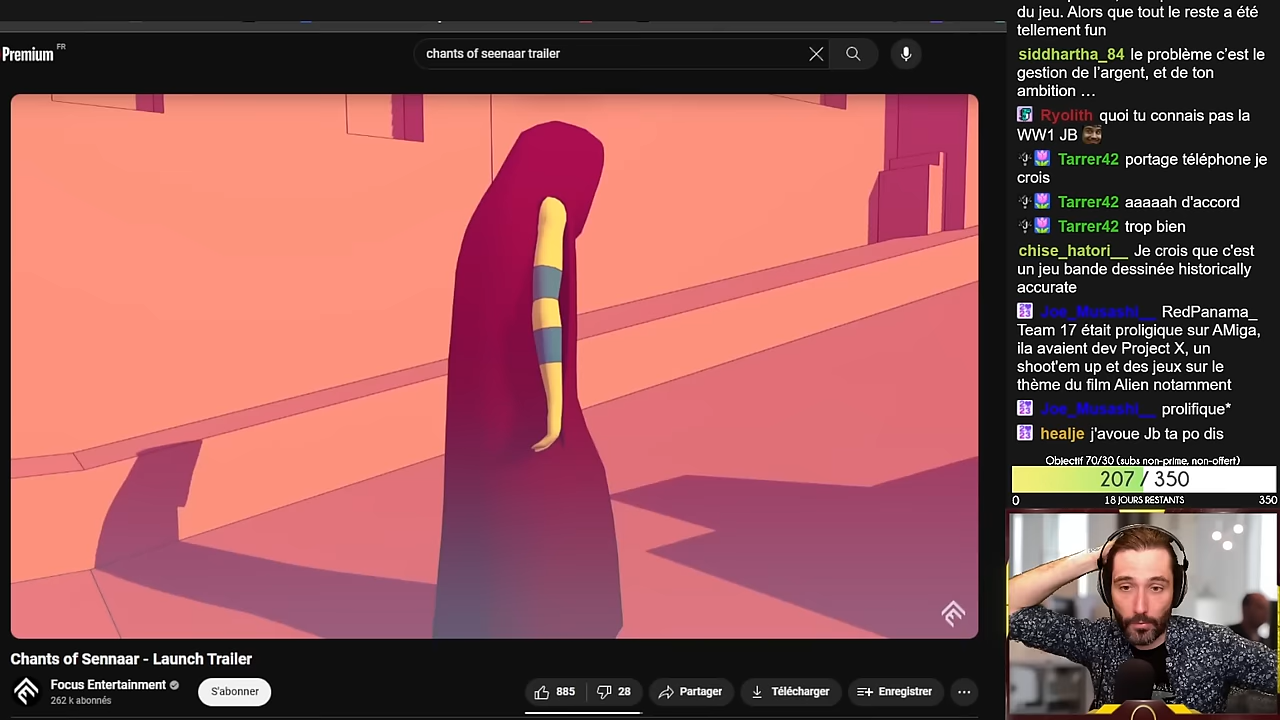 Premium FR
chants of seenaar trailer
Chants of Sennaar - Launch Trailer
Focus Entertainment
262 k abonnés
S'abonner
885
28
Partager
Télécharger
Enregistrer
du jeu. Alors que tout le reste a été
tellement fun
siddhartha_84 le problème c'est le
gestion de l'argent, et de ton
ambition …
Ryolith quoi tu connais pas la
WW1 JB
Tarrer42 portage téléphone je
crois
Tarrer42 aaaaah d'accord
Tarrer42 trop bien
chise_hatori__ Je crois que c'est
un jeu bande dessinée historically
accurate
Joe_Musashi__ RedPanama_
Team 17 était proligique sur AMiga,
ila avaient dev Project X, un
shoot'em up et des jeux sur le
thème du film Alien notamment
Joe_Musashi__ prolifique*
healje j'avoue Jb ta po dis
Objectif 70/30 (subs non-prime, non-offert)
207 / 350
0 18 JOURS RESTANTS 350